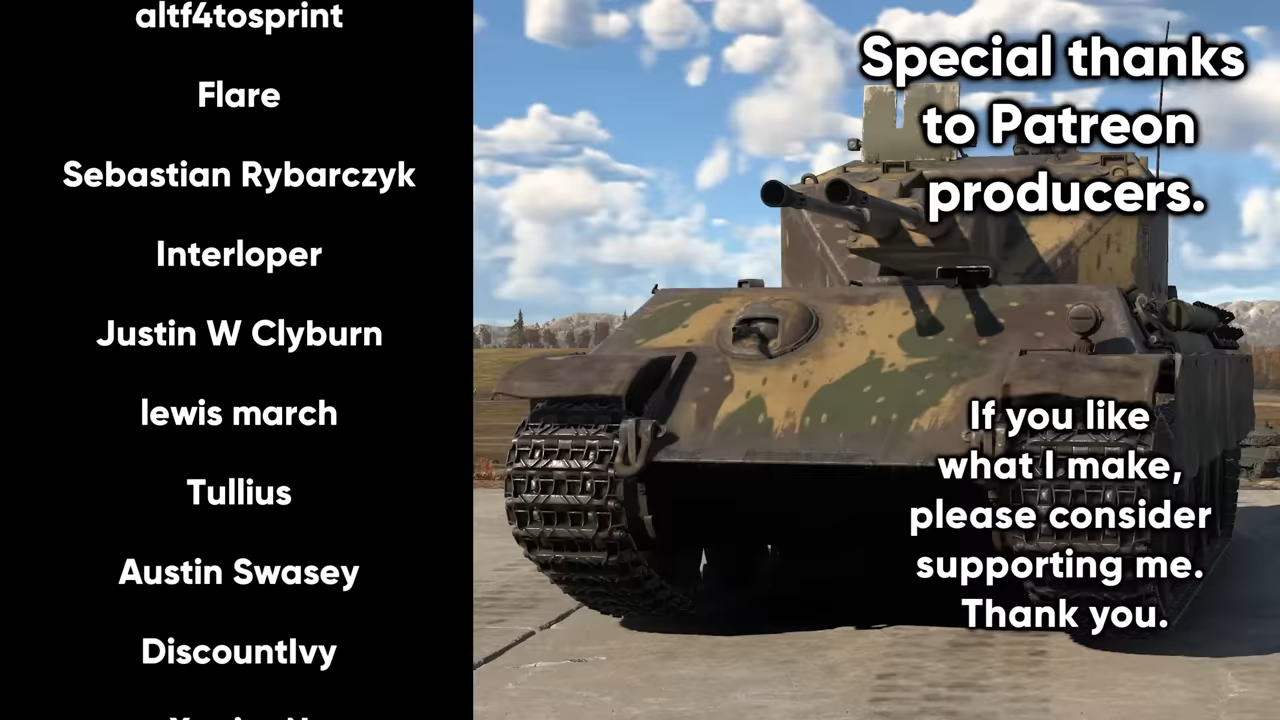 altf4tosprint
Flare
Sebastian Rybarczyk
Interloper
Justin W Clyburn
lewis march
Tullius
Austin Swasey
DiscountIvy
Special thanks
to Patreon
producers.
If you like
what I make,
please consider
supporting me.
Thank you.